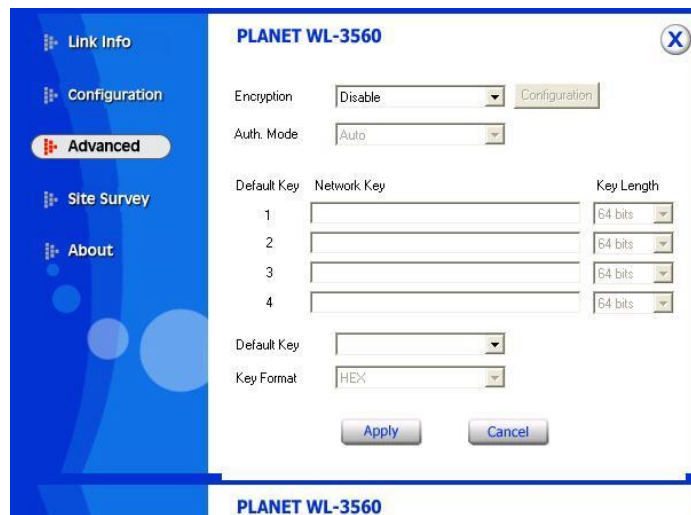 Link Info
Configuration
Advanced
Site Survey
About
PLANET WL-3560
X
Encryption Disable Configuration
Auth. Mode Auto
Default Key Network Key Key Length
1 64 bits
2 64 bits
3 64 bits
4 64 bits
Default Key
Key Format HEX
Apply Cancel
PLANET WL-3560